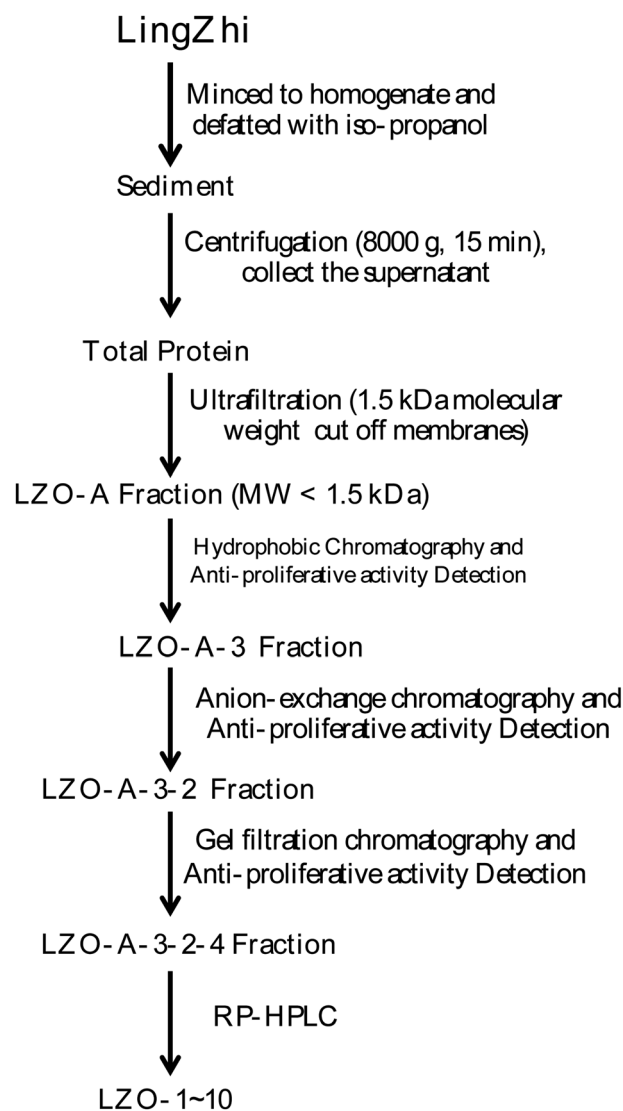 LingZhi
Minced to homogenate and
defatted with iso-propanol
Sediment
Centrifugation (8000 g, 15 min),
collect the supernatant
Total Protein
Ultrafiltration (1.5 kDa molecular
weight cut off membranes)
LZO-A Fraction (MW < 1.5 kDa)
Hydrophobic Chromatography and
Anti-proliferative activity Detection
LZO-A-3 Fraction
Anion-exchange chromatography and
Anti-proliferative activity Detection
LZO-A-3-2 Fraction
Gel filtration chromatography and
Anti-proliferative activity Detection
LZO-A-3-2-4 Fraction
RP-HPLC
LZO-1~10